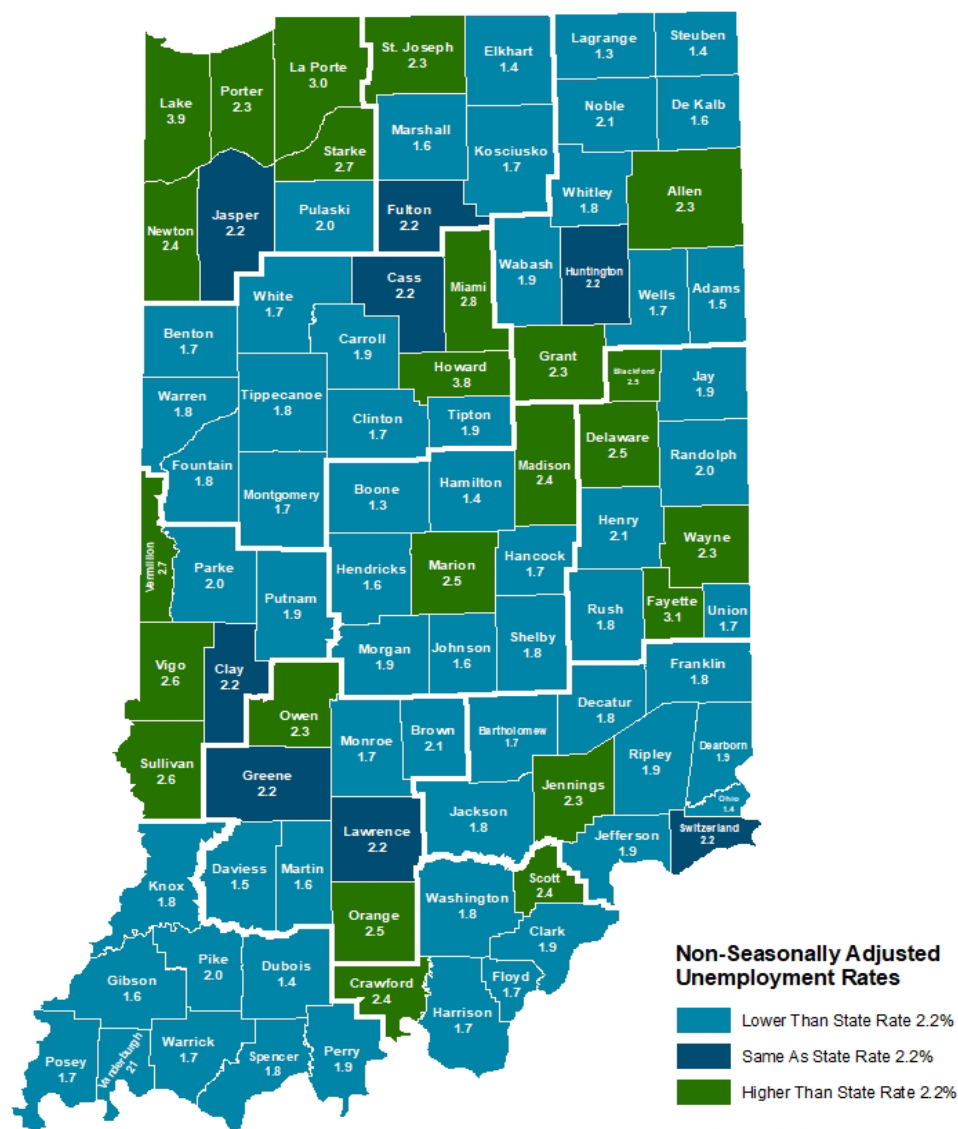 Lagrange
1.3
Steuben
1.4
St. Joseph
2.3
Elkhart
1.4
La Porte
3.0
Porter
2.3
Lake
3.9
Noble
2.1
De Kalb
1.6
Marshall
1.6
Kosciusko
1.7
Starke
2.7
Allen
2.3
Whitley
1.8
Newton
2.4
Jasper
2.2
Pulaski
2.0
Fulton
2.2
Wabash
1.9
Huntington
2.2
Cass
2.2
Miami
2.8
White
1.7
Wells
1.7
Adams
1.5
Benton
1.7
Carroll
1.9
Howard
3.8
Grant
2.3
Blackford
2.5
Jay
1.9
Warren
1.8
Tippecanoe
1.8
Clinton
1.7
Tipton
1.9
Delaware
2.5
Randolph
2.0
Fountain
1.8
Madison
2.4
Montgomery
1.7
Boone
1.3
Hamilton
1.4
Henry
2.1
Wayne
2.3
Vermillion
2.7
Parke
2.0
Putnam
1.9
Hendricks
1.6
Marion
2.5
Hancock
1.7
Rush
1.8
Fayette
3.1
Union
1.7
Vigo
2.6
Clay
2.2
Morgan
1.9
Johnson
1.6
Shelby
1.8
Franklin
1.8
Owen
2.3
Decatur
1.8
Monroe
1.7
Brown
2.1
Bartholomew
1.7
Ripley
1.9
Dearborn
1.9
Sullivan
2.6
Greene
2.2
Jennings
2.3
Ohio
1.4
Jackson
1.8
Lawrence
2.2
Jefferson
1.9
Switzerland
2.2
Knox
1.8
Daviess
1.5
Martin
1.6
Scott
2.4
Washington
1.8
Orange
2.5
Clark
1.9
Gibson
1.6
Pike
2.0
Dubois
1.4
Crawford
2.4
Floyd
1.7
Harrison
1.7
Posey
1.7
Vanderburgh
21
Warrick
1.7
Spencer
1.8
Perry
1.9
Non-Seasonally Adjusted
Unemployment Rates
Lower Than State Rate 2.2%
Same As State Rate 2.2%
Higher Than State Rate 2.2%